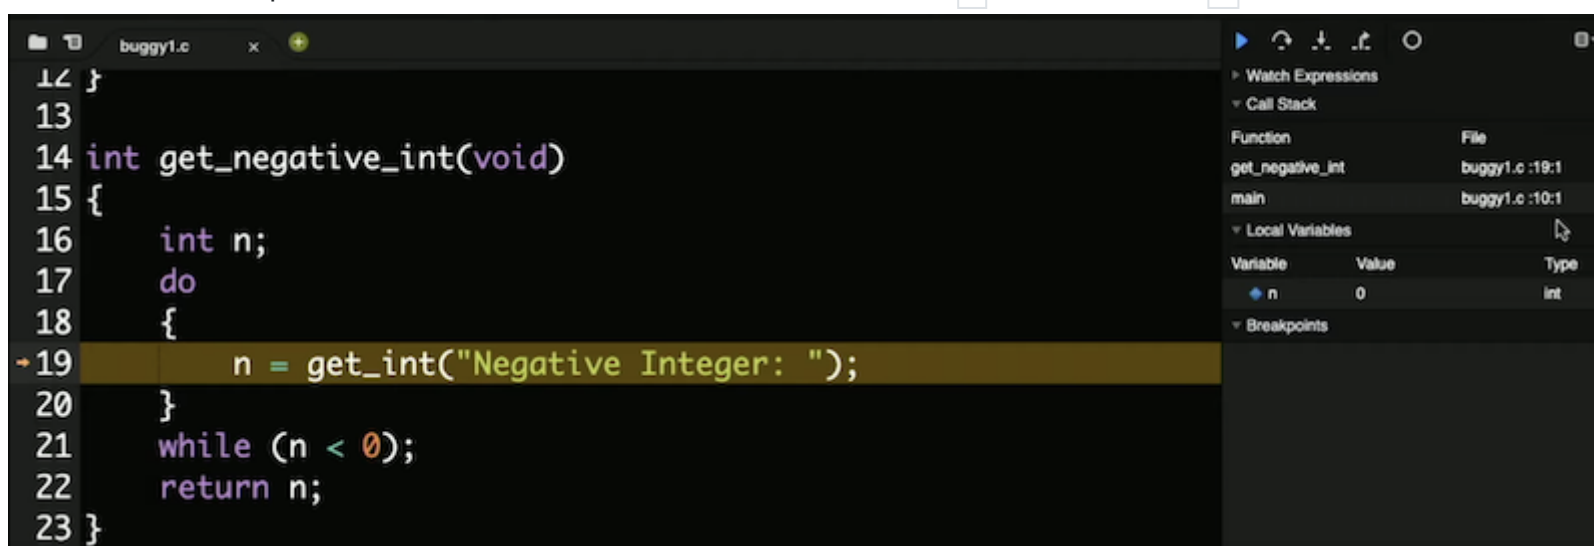 buggy1.c x
12 }
13
14 int get_negative_int(void)
15 {
16 int n;
17 do
18 {
19 n = get_int("Negative Integer: ");
20 }
21 while (n < 0);
22 return n;
23 }
Watch Expressions
Call Stack
Function File
get_negative_int buggy1.c :19:1
main buggy1.c :10:1
Local Variables
Variable Value Type
n 0 int
Breakpoints